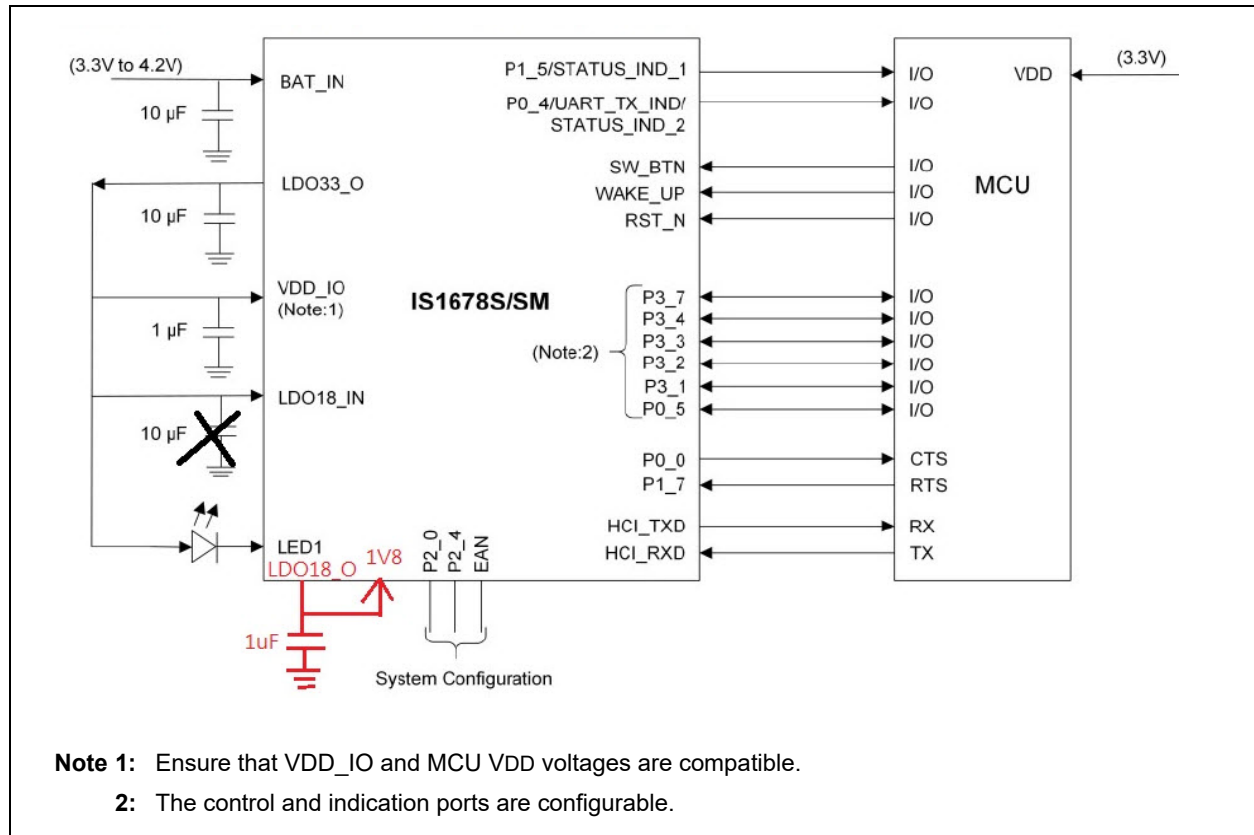 (3.3V to 4.2V)
BAT_IN
10 µF
LDO33_O
10 µF
VDD_IO
(Note:1)
1 µF
LDO18_IN
10 µF
LED1
LDO18_O
1V8
1uF
P2_0
P2_4
EAN
System Configuration
IS1678S/SM
P1_5/STATUS_IND_1
P0_4/UART_TX_IND/
STATUS_IND_2
SW_BTN
WAKE_UP
RST_N
(Note:2)
P3_7
P3_4
P3_3
P3_2
P3_1
P0_5
P0_0
P1_7
HCI_TXD
HCI_RXD
I/O
I/O
I/O
I/O
I/O
I/O
I/O
I/O
I/O
I/O
I/O
CTS
RTS
RX
TX
MCU
VDD
(3.3V)
Note 1: Ensure that VDD_IO and MCU VDD voltages are compatible.
2: The control and indication ports are configurable.